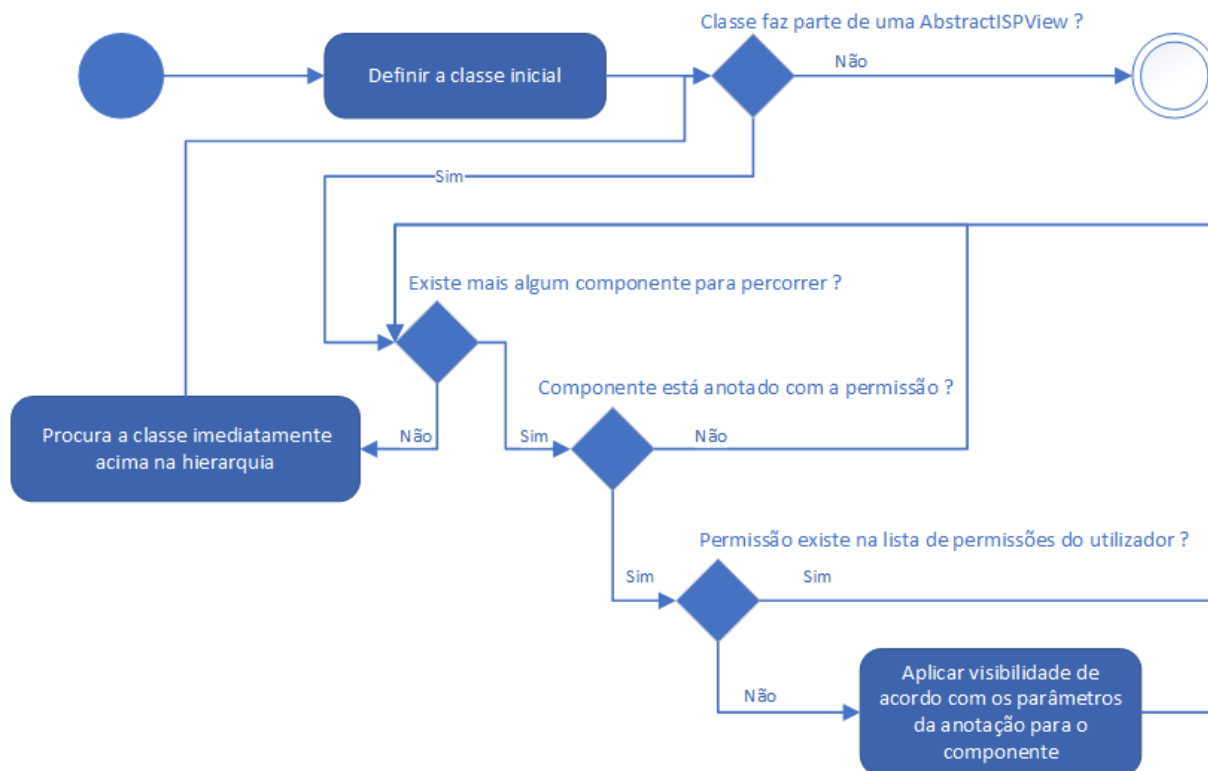 Classe faz parte de uma AbstractISPView ?
Definir a classe inicial
Não
Sim
Existe mais algum componente para percorrer ?
Componente está anotado com a permissão ?
Procura a classe imediatamente
acima na hierarquia
Não
Sim
Não
Permissão existe na lista de permissões do utilizador ?
Sim
Sim
Não
Aplicar visibilidade de
acordo com os parâmetros
da anotação para o
componente